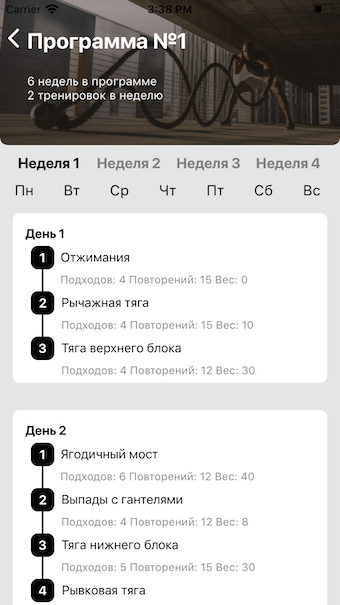 Carrier 3:38 PM
Программа №1
6 недель в программе
2 тренировок в неделю
Неделя 1 Неделя 2 Неделя 3 Неделя 4
Пн Вт Ср Чт Пт Сб Вс
День 1
1 Отжимания
Подходов: 4 Повторений: 15 Вес: 0
2 Рычажная тяга
Подходов: 4 Повторений: 15 Вес: 10
3 Тяга верхнего блока
Подходов: 4 Повторений: 12 Вес: 30
День 2
1 Ягодичный мост
Подходов: 6 Повторений: 12 Вес: 40
2 Выпады с гантелями
Подходов: 4 Повторений: 12 Вес: 8
3 Тяга нижнего блока
Подходов: 5 Повторений: 15 Вес: 30
4 Рывковая тяга